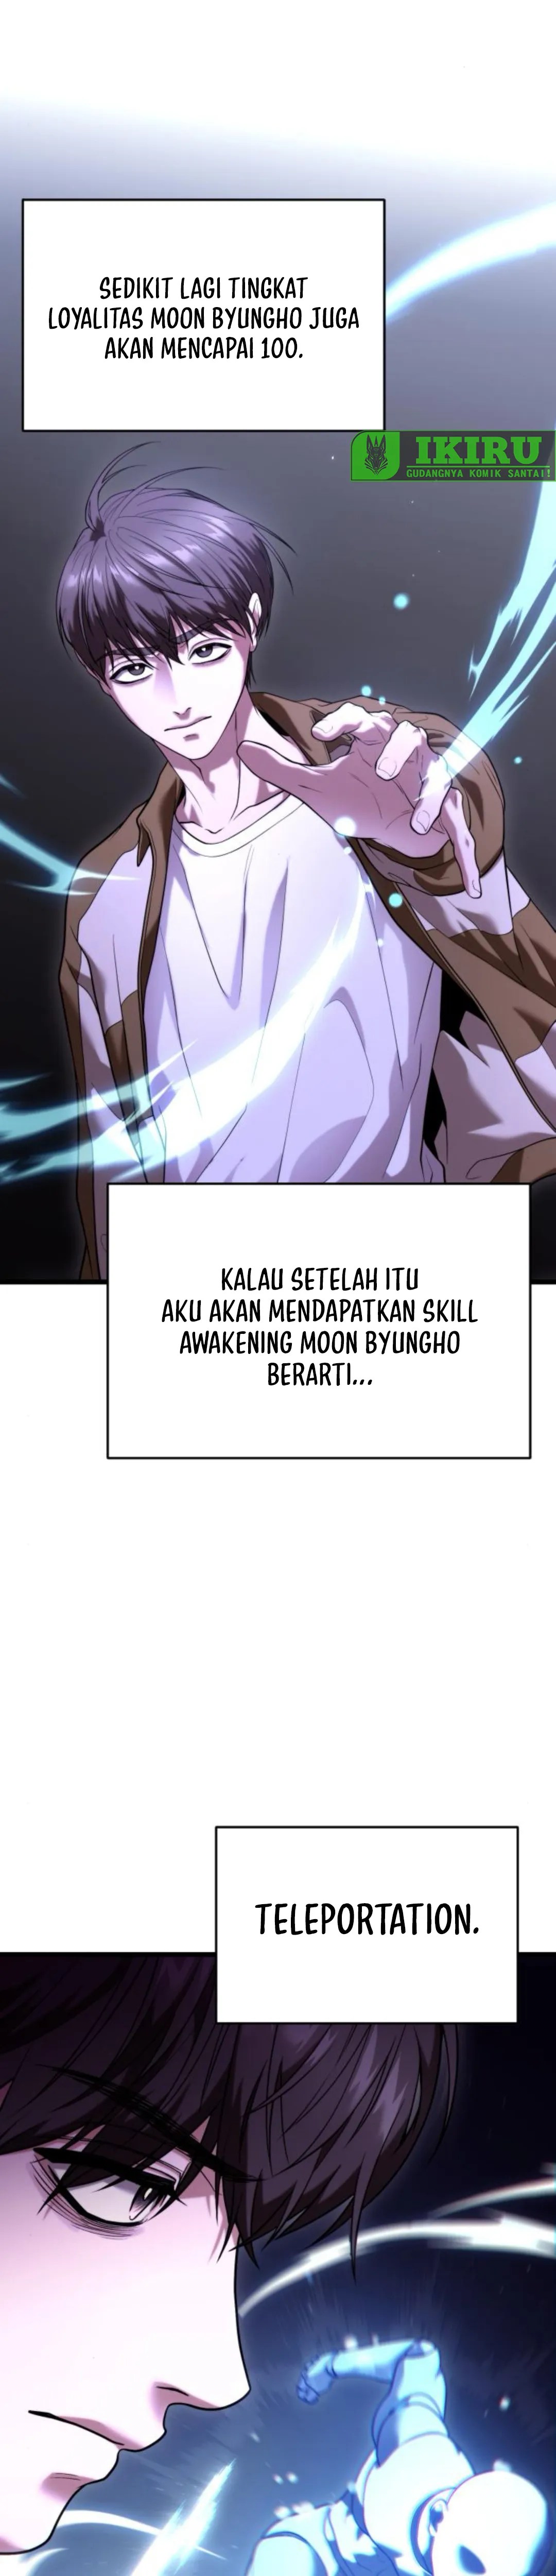 SEDIKIT LAGI TINGKAT
LOYALITAS MOON BYUNGHO JUGA
AKAN MENCAPAI 100.
IKIRU
GUDANGNYA KOMIK SANTAI!
KALAU SETELAH ITU
AKU AKAN MENDAPATKAN SKILL
AWAKENING MOON BYUNGHO
BERARTI...
TELEPORTATION.